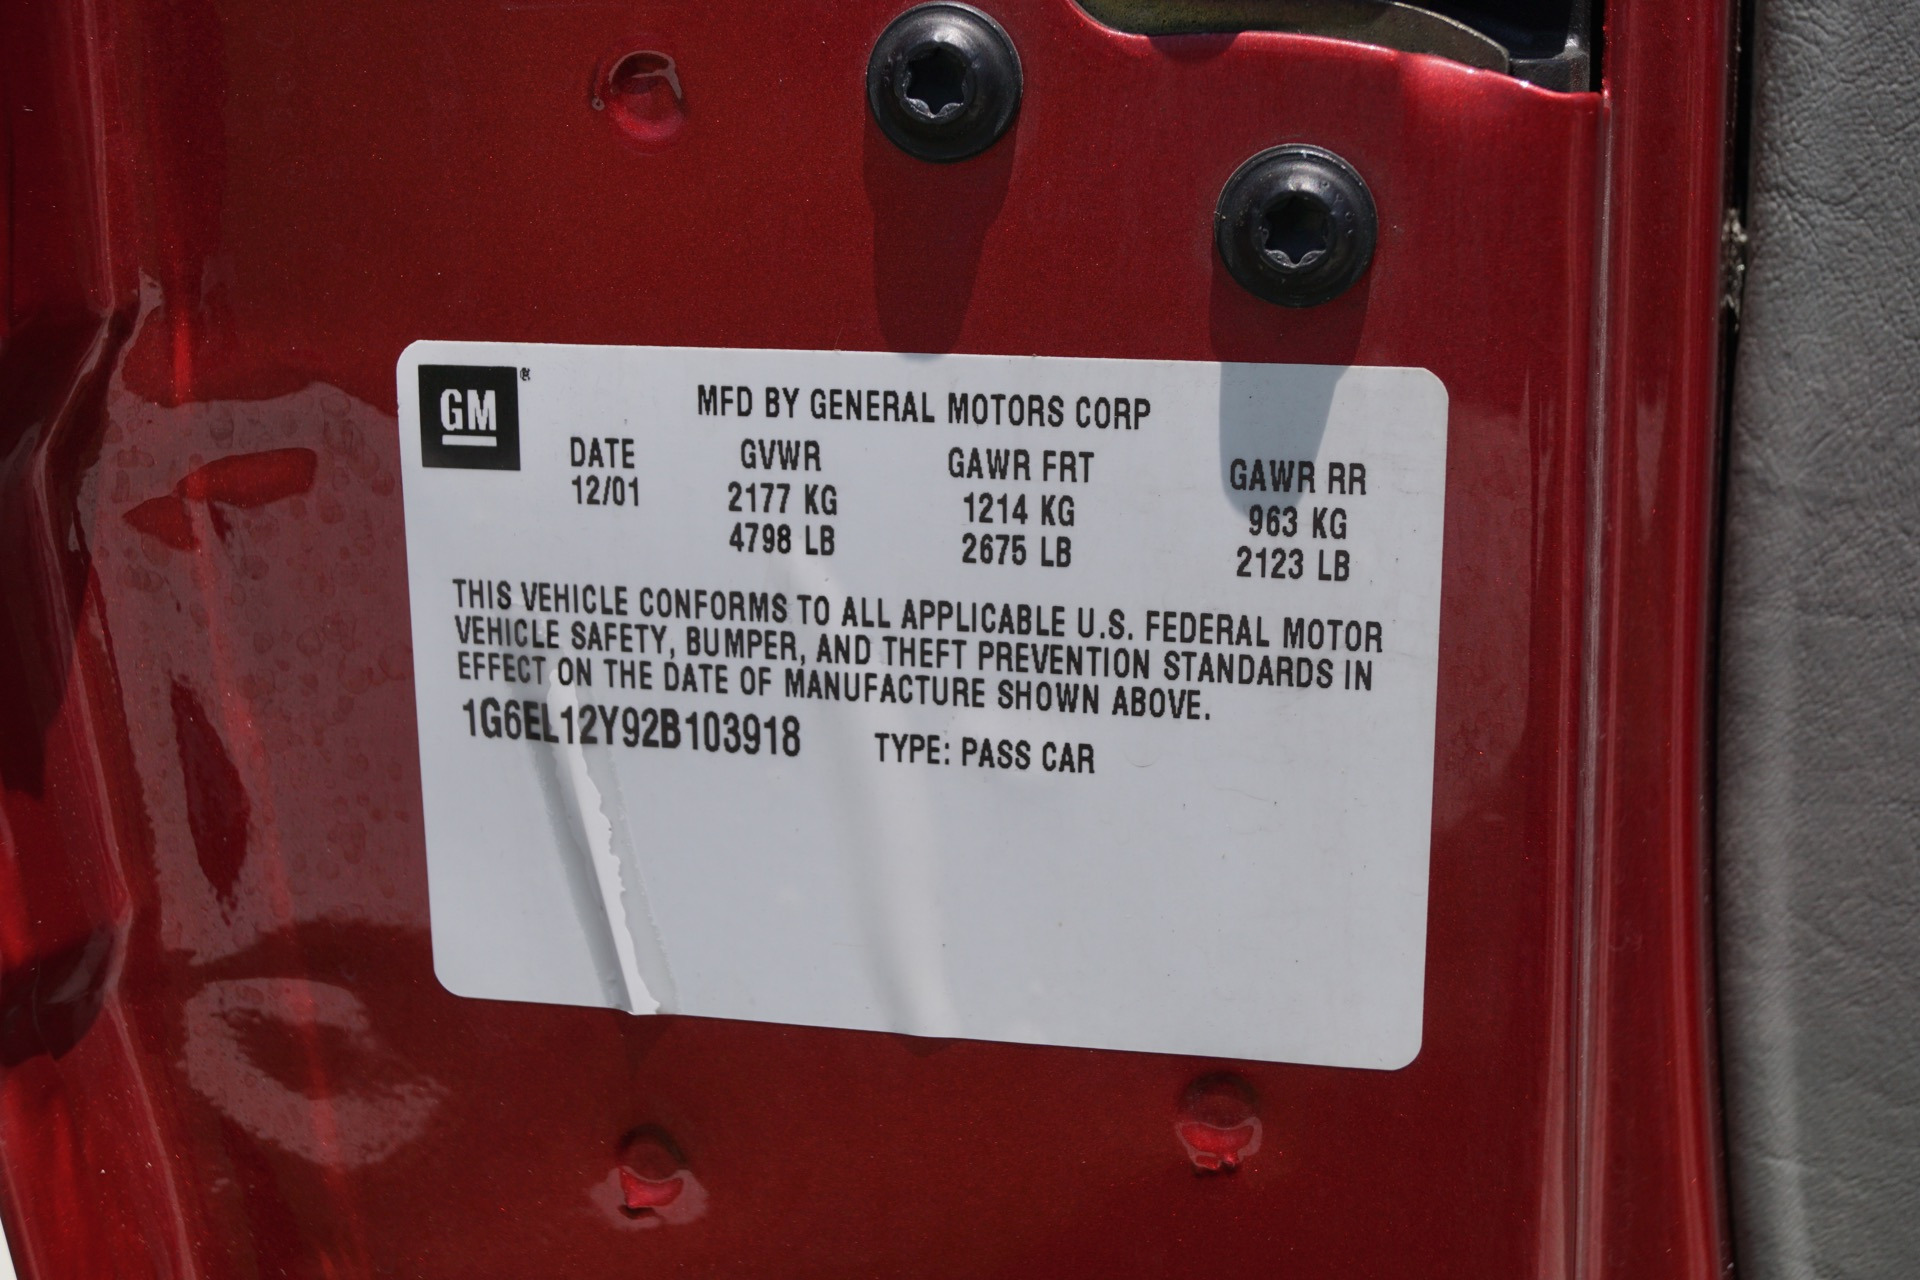 GM ®
MFD BY GENERAL MOTORS CORP
DATE GVWR GAWR FRT GAWR RR
12/01 2177 KG 1214 KG 963 KG
4798 LB 2675 LB 2123 LB
THIS VEHICLE CONFORMS TO ALL APPLICABLE U.S. FEDERAL MOTOR
VEHICLE SAFETY, BUMPER, AND THEFT PREVENTION STANDARDS IN
EFFECT ON THE DATE OF MANUFACTURE SHOWN ABOVE.
1G6EL12Y92B103918 TYPE: PASS CAR